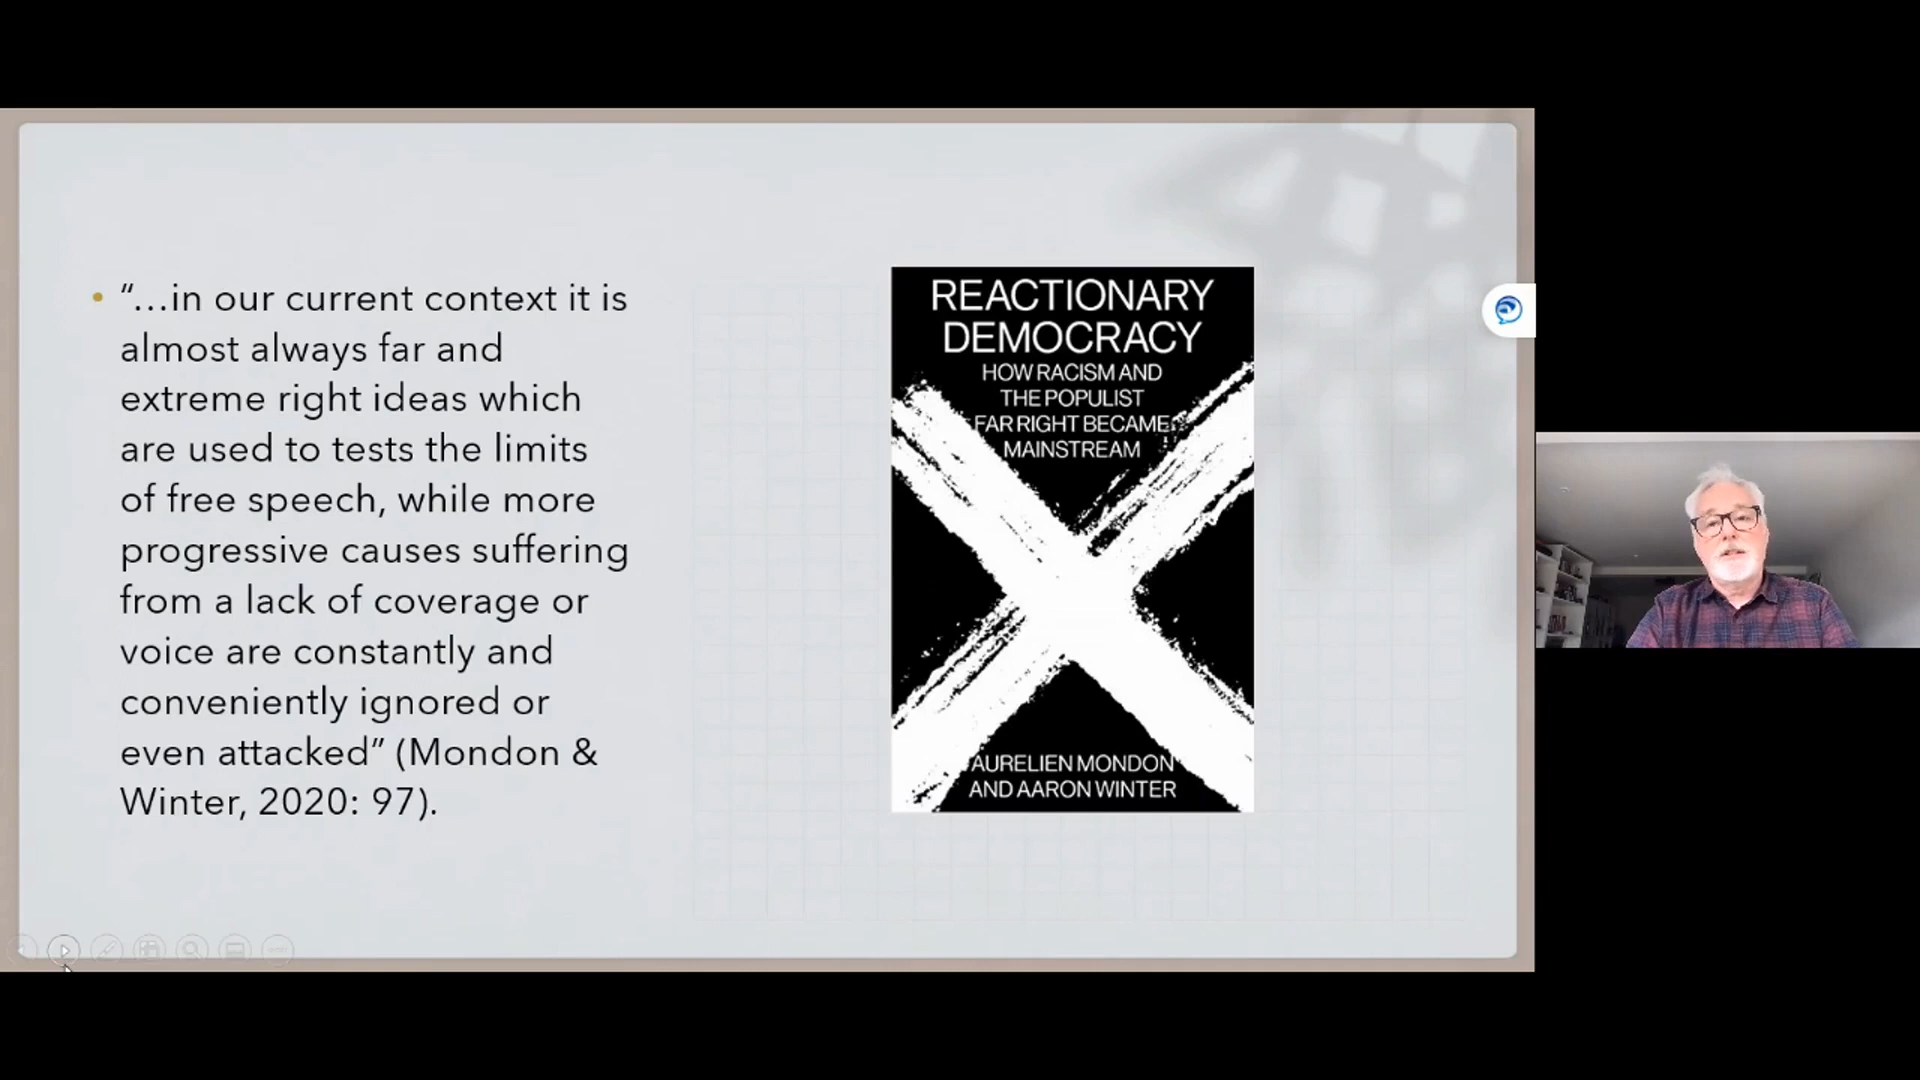 “…in our current context it is
almost always far and
extreme right ideas which
are used to tests the limits
of free speech, while more
progressive causes suffering
from a lack of coverage or
voice are constantly and
conveniently ignored or
even attacked” (Mondon &
Winter, 2020: 97).
REACTIONARY
DEMOCRACY
HOW RACISM AND
THE POPULIST
FAR RIGHT BECAME
MAINSTREAM
AURELIEN MONDON
AND AARON WINTER